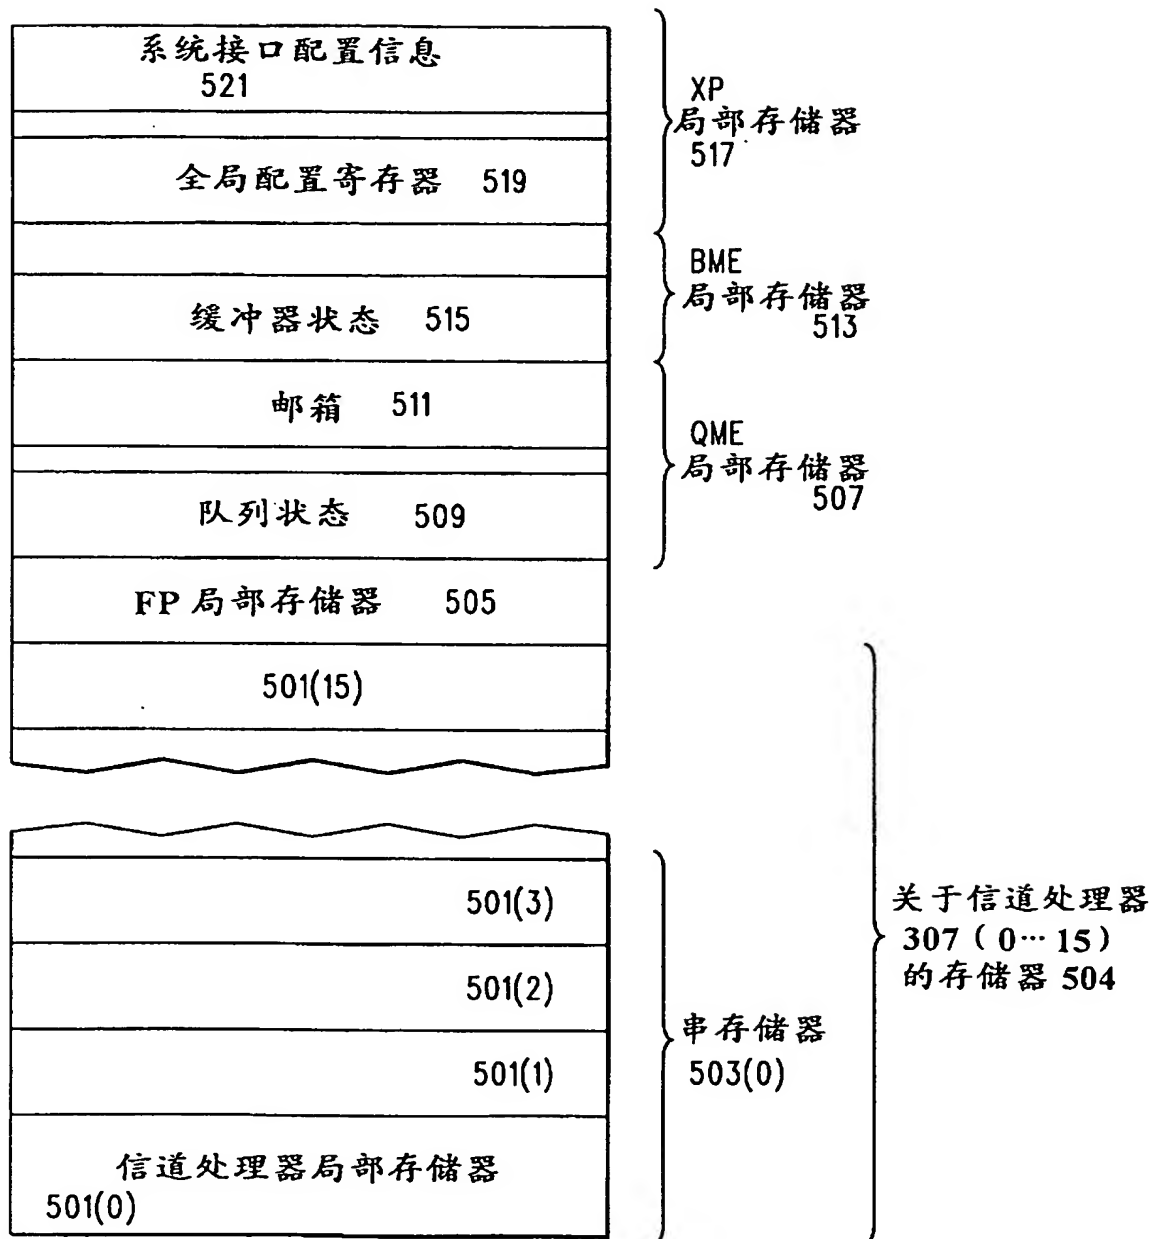 系统接口配置信息
521
全局配置寄存器 519
XP
局部存储器
517
缓冲器状态 515
BME
局部存储器
513
邮箱 511
队列状态 509
QME
局部存储器
507
FP 局部存储器 505
501(15)
501(3)
501(2)
501(1)
信道处理器局部存储器
501(0)
串存储器
503(0)
关于信道处理器
307（0…15）
的存储器 504